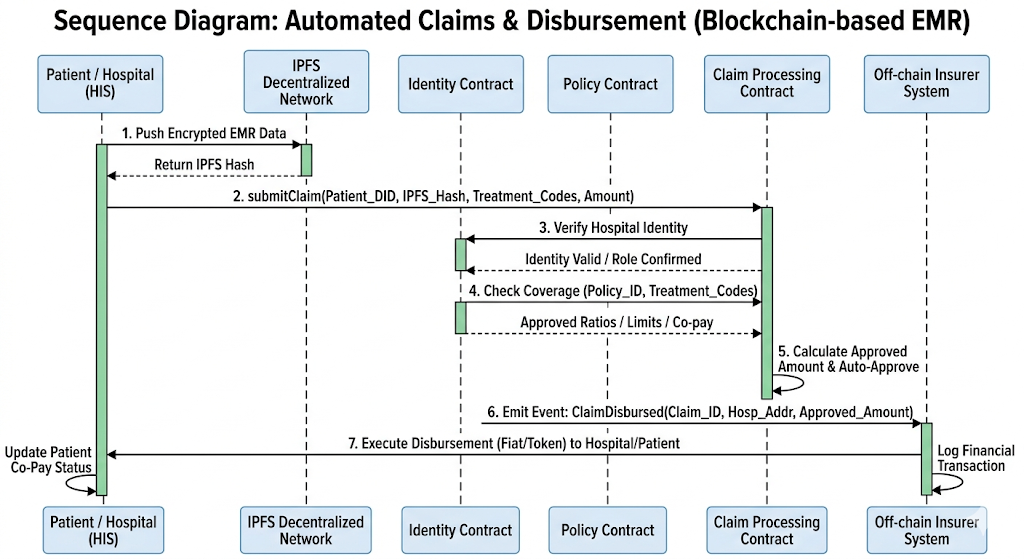 Sequence Diagram: Automated Claims & Disbursement (Blockchain-based EMR)
Patient / Hospital
(HIS)
IPFS
Decentralized
Network
Identity Contract
Policy Contract
Claim Processing
Contract
Off-chain Insurer
System
1. Push Encrypted EMR Data
Return IPFS Hash
2. submitClaim(Patient_DID, IPFS_Hash, Treatment_Codes, Amount)
3. Verify Hospital Identity
Identity Valid / Role Confirmed
4. Check Coverage (Policy_ID, Treatment_Codes)
Approved Ratios / Limits / Co-pay
5. Calculate Approved
Amount & Auto-Approve
6. Emit Event: ClaimDisbursed(Claim_ID, Hosp_Addr, Approved_Amount)
7. Execute Disbursement (Fiat/Token) to Hospital/Patient
Update Patient
Co-Pay Status
Log Financial
Transaction
Patient / Hospital
(HIS)
IPFS Decentralized
Network
Identity Contract
Policy Contract
Claim Processing
Contract
Off-chain Insurer
System